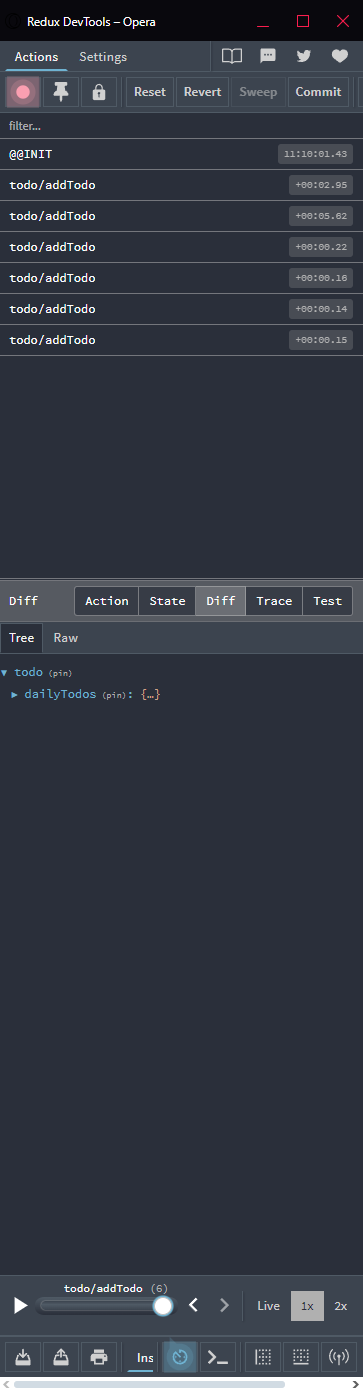 Redux DevTools – Opera
Actions Settings
Reset Revert Sweep Commit
filter...
@@INIT 11:10:01.43
todo/addTodo +00:02.95
todo/addTodo +00:05.62
todo/addTodo +00:00.22
todo/addTodo +00:00.16
todo/addTodo +00:00.14
todo/addTodo +00:00.15
Diff Action State Diff Trace Test
Tree Raw
▼ todo (pin)
▶ dailyTodos (pin): {…}
todo/addTodo (6)
Live 1x 2x
Ins